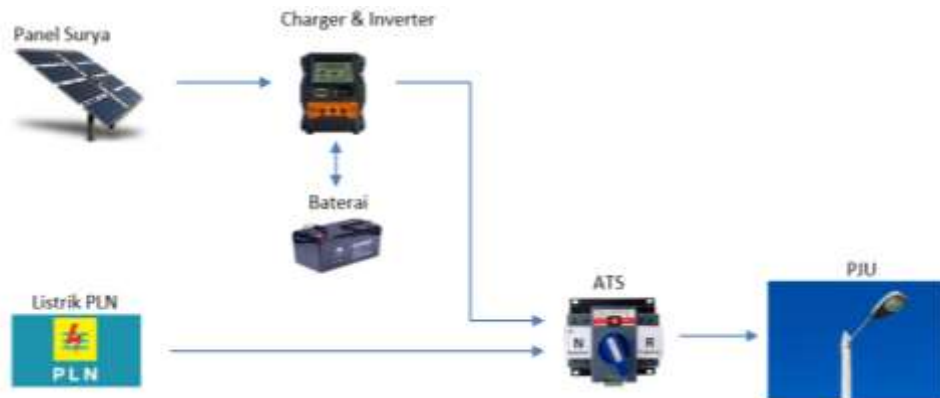 Charger & Inverter
Panel Surya
Baterai
Listrik PLN
PLN
ATS
N
R
PJU